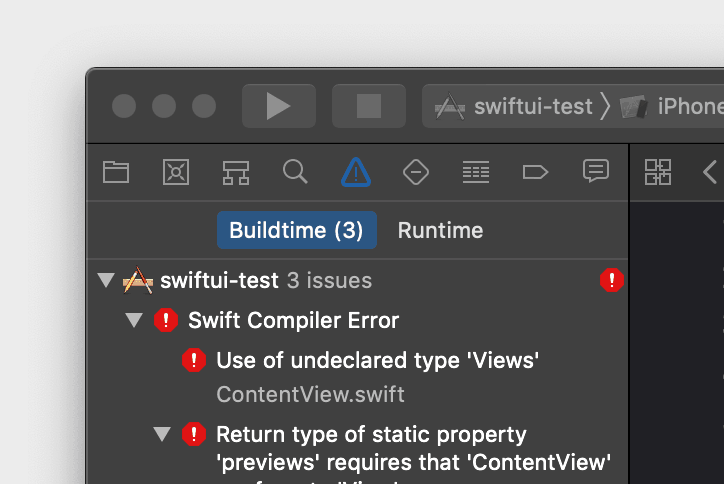 swiftui-test
iPhone
Buildtime (3) Runtime
swiftui-test 3 issues
Swift Compiler Error
Use of undeclared type 'Views'
ContentView.swift
Return type of static property
'previews' requires that 'ContentView'